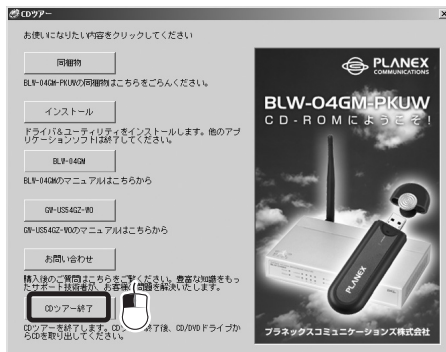 CDツアー
お使いになりたい内容をクリックしてください
同梱物
BLW-04GM-PKUWの同梱物はこちらをごらんください。
インストール
ドライバ&ユーティリティをインストールします。他のアプ
リケーションソフトは終了してください。
BLW-04GM
BLW-04GMのマニュアルはこちらから
GW-US54GZ-WO
GW-US54GZ-WOのマニュアルはこちらから
お問い合わせ
購入後のご質問はこちらをご覧ください。豊富な知識をもっ
たサポート技術者が、お客様の問題を解決いたします。
CDツアー終了
CDツアーを終了します。CDツ 終了後、CD/DVDドライブか
らCDを取り出してください。
PLANEX
COMMUNICATIONS
BLW-04GM-PKUW
CD-ROMにようこそ!
PLANEX
プラネックスコミュニケーションズ株式会社